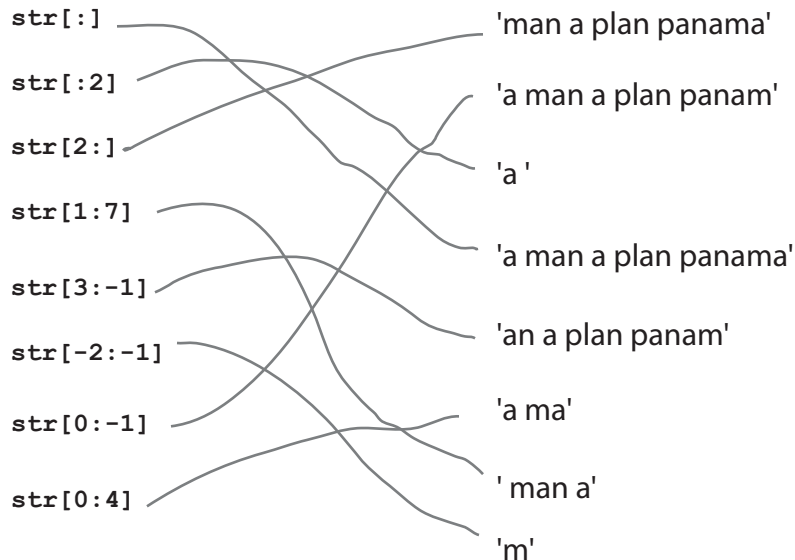 str[:]
str[:2]
str[2:]
str[1:7]
str[3:-1]
str[-2:-1]
str[0:-1]
str[0:4]
'man a plan panama'
'a man a plan panam'
'a '
'a man a plan panama'
'an a plan panam'
'a ma'
' man a'
'm'